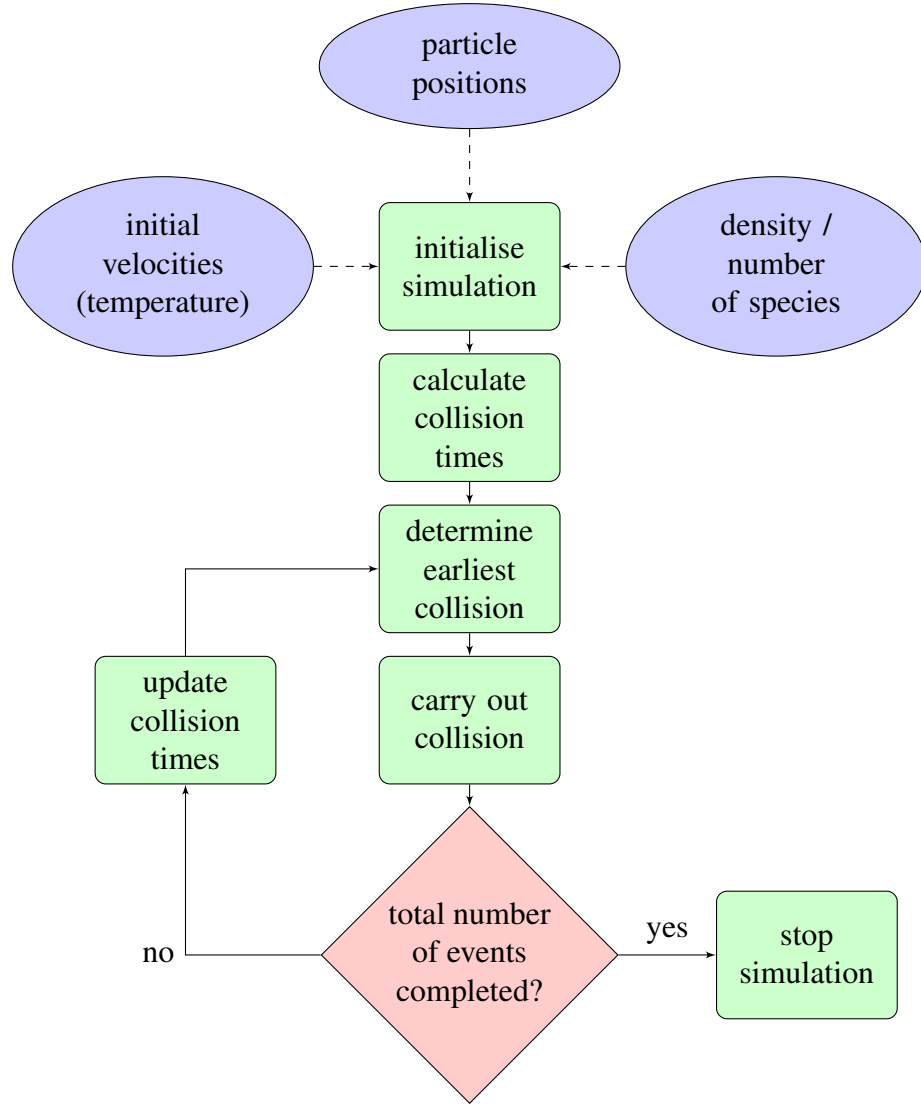 particle
positions
initial
velocities
(temperature)
initialise
simulation
density /
number
of species
calculate
collision
times
determine
earliest
collision
update
collision
times
carry out
collision
total number
of events
completed?
no
yes
stop
simulation